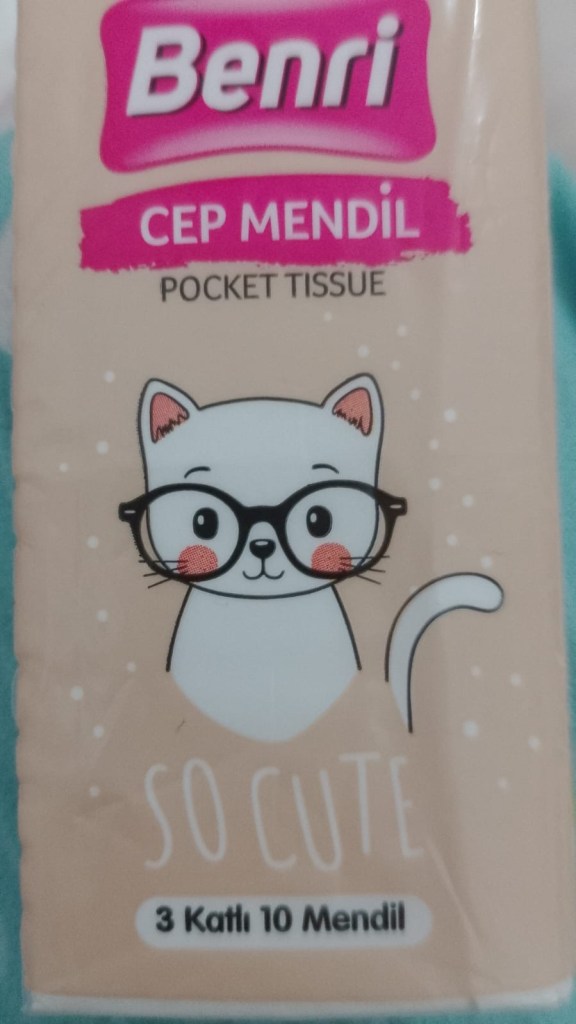 Benri
CEP MENDİL
POCKET TISSUE
SO CUTE
3 Katlı 10 Mendil